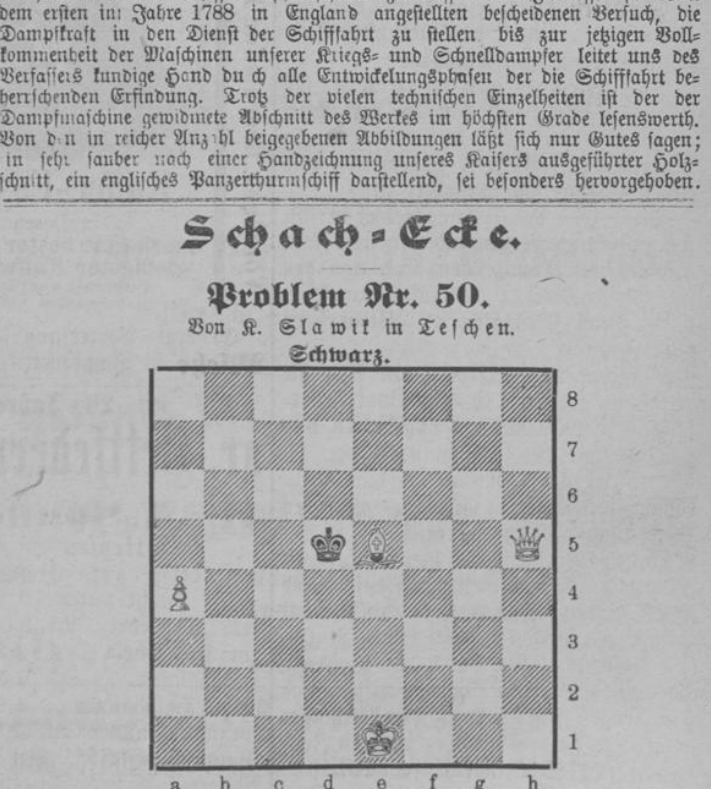 dem ersten im Jahre 1788 in England angestellten bescheidenen Versuch, die
Dampfkraft in den Dienst der Schifffahrt zu stellen bis zur jetzigen Voll-
kommenheit der Maschinen unserer Kriegs- und Schnelldampfer leitet uns des
Verfassers kundige Hand du ch alle Entwickelungsphasen der die Schifffahrt be-
herrschenden Erfindung. Trotz der vielen technischen Einzelheiten ist der der
Dampfmaschine gewidmete Abschnitt des Werkes im höchsten Grade lesenswerth.
Von d n in reicher Anz hl beigegebenen Abbildungen läßt sich nur Gutes sagen;
in sehr sauber nach einer Handzeichnung unseres Kaisers ausgeführter Holz-
schnitt, ein englisches Panzerthurmschiff darstellend, sei besonders hervorgehoben.
Schach-Ecke.
Problem Nr. 50.
Von K. Slawik in Teschen.
Schwarz.
8
7
6
5
4
3
2
1
a b c d e f g h